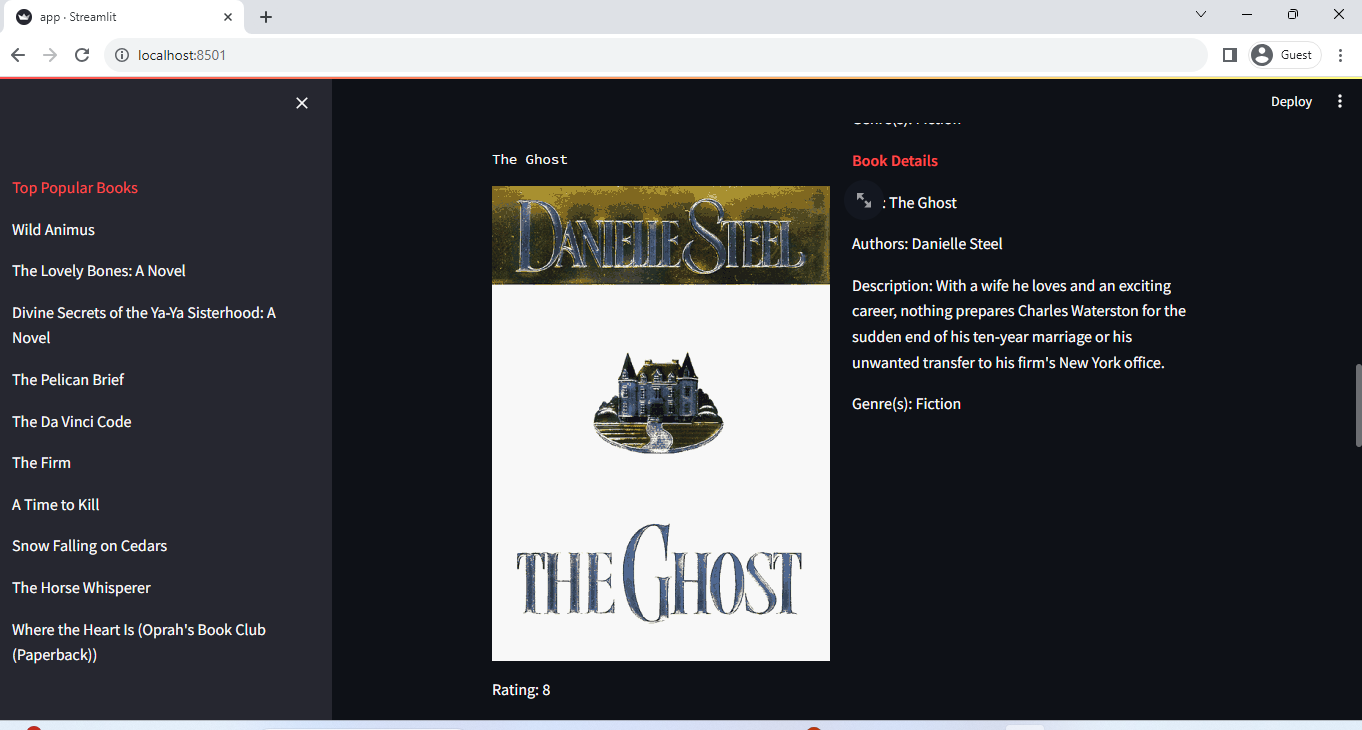 app · Streamlit
localhost:8501
Guest
Deploy
Top Popular Books
Wild Animus
The Lovely Bones: A Novel
Divine Secrets of the Ya-Ya Sisterhood: A
Novel
The Pelican Brief
The Da Vinci Code
The Firm
A Time to Kill
Snow Falling on Cedars
The Horse Whisperer
Where the Heart Is (Oprah's Book Club
(Paperback))
The Ghost
DANIELLE STEEL
THE GHOST
Rating: 8
Genre(s): Fiction
Book Details
: The Ghost
Authors: Danielle Steel
Description: With a wife he loves and an exciting
career, nothing prepares Charles Waterston for the
sudden end of his ten-year marriage or his
unwanted transfer to his firm's New York office.
Genre(s): Fiction